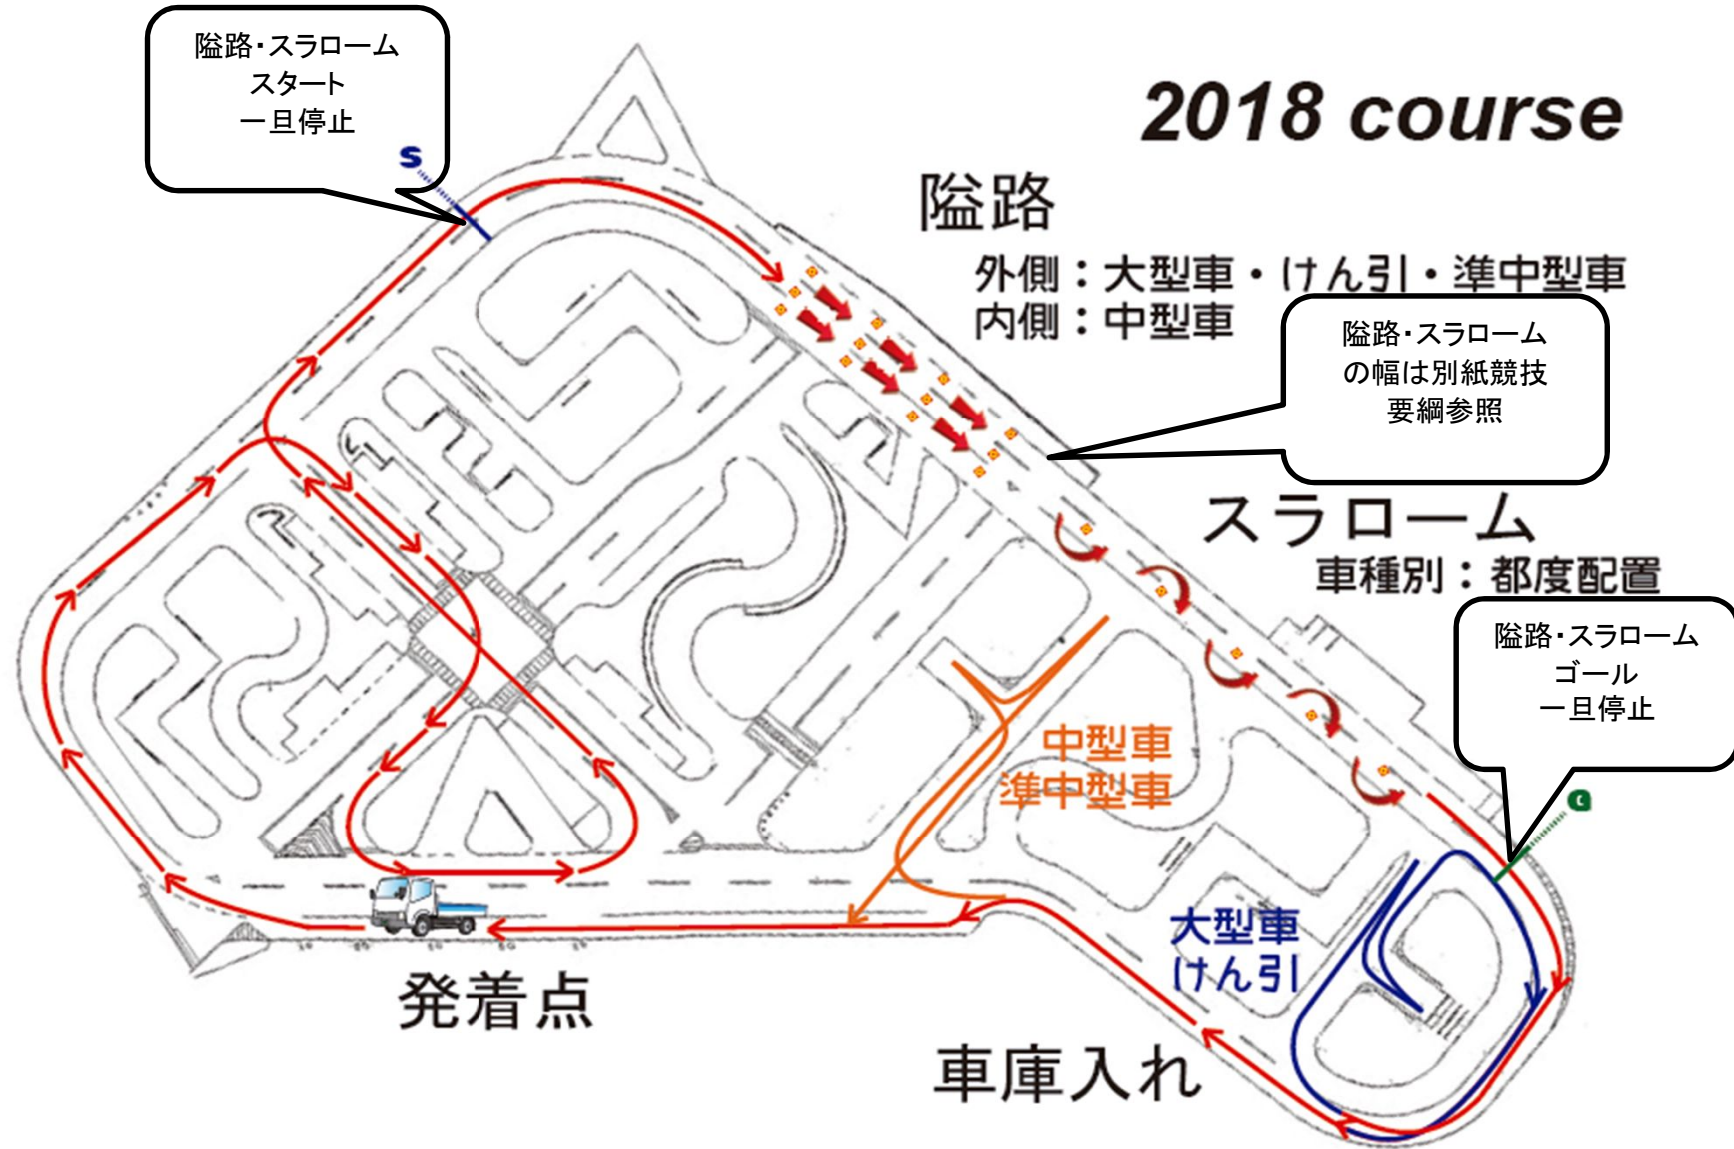 隘路・スラローム
スタート
一旦停止
S
2018 course
隘路
外側：大型車・けん引・準中型車
内側：中型車
隘路・スラローム
の幅は別紙競技
要綱参照
スラローム
車種別：都度配置
隘路・スラローム
ゴール
一旦停止
G
中型車
準中型車
大型車
けん引
発着点
車庫入れ